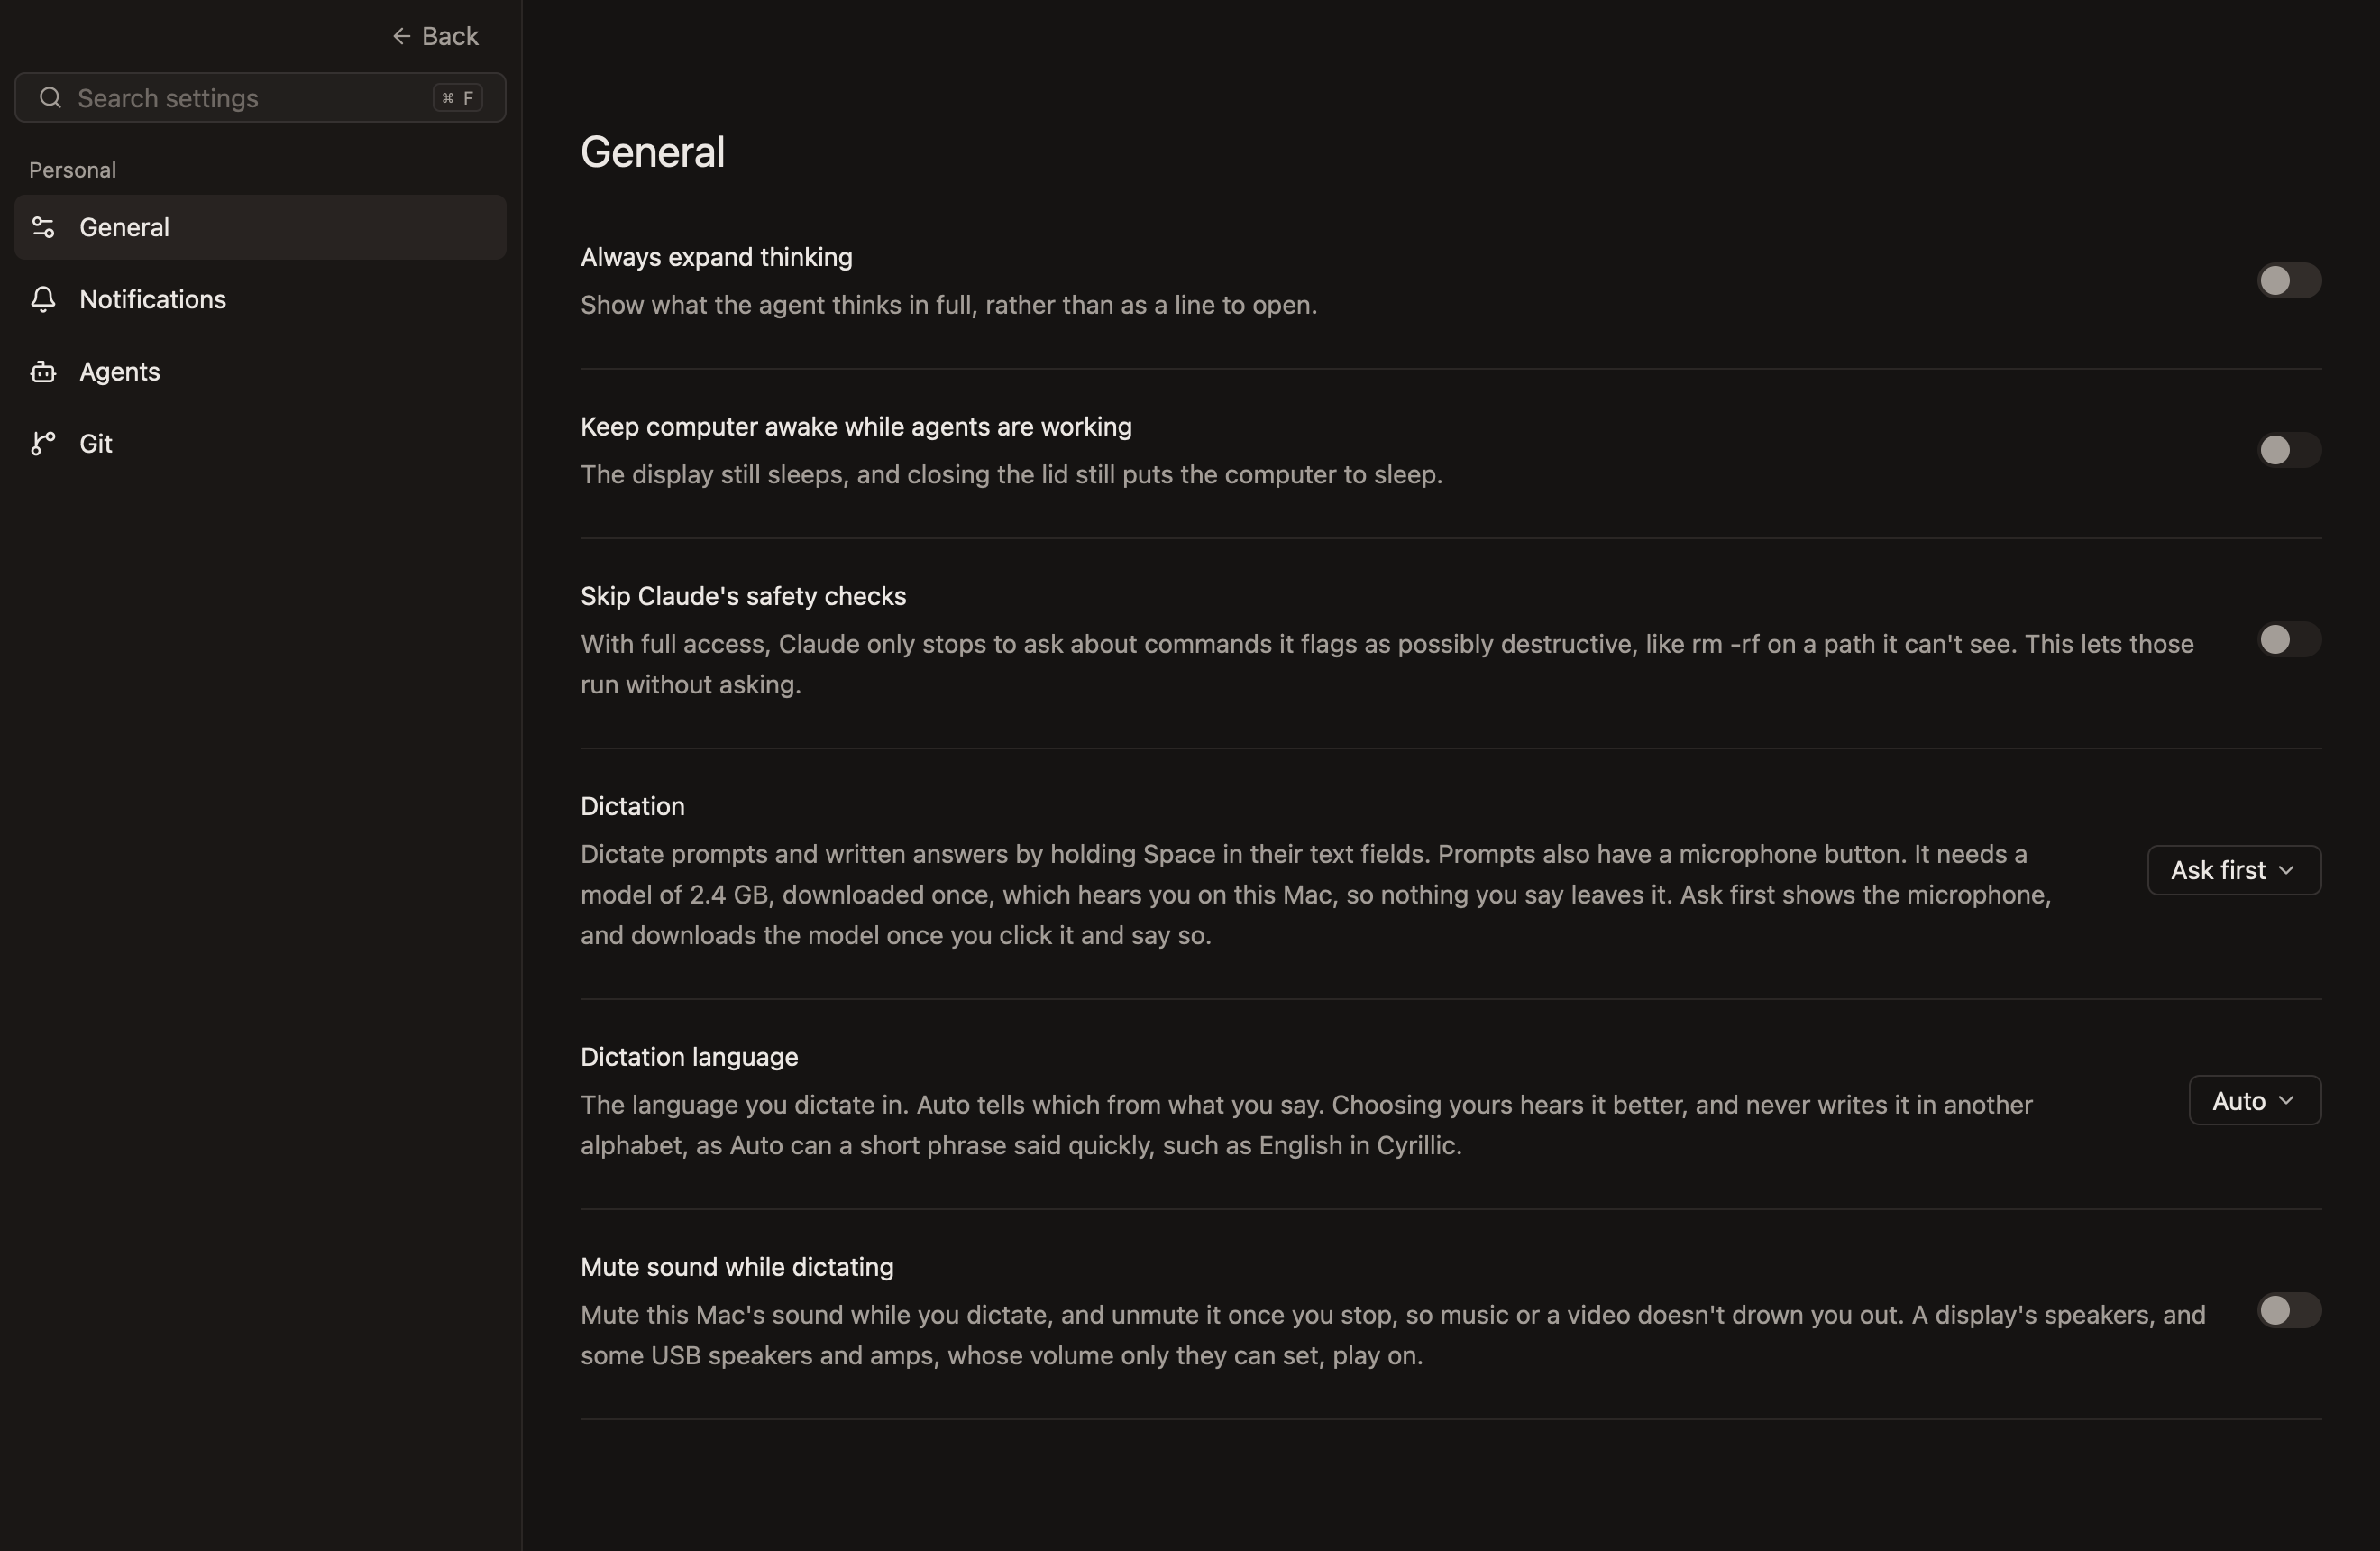 Back
Search settings
⌘ F
Personal
General
Notifications
Agents
Git
General
Always expand thinking
Show what the agent thinks in full, rather than as a line to open.
Keep computer awake while agents are working
The display still sleeps, and closing the lid still puts the computer to sleep.
Skip Claude's safety checks
With full access, Claude only stops to ask about commands it flags as possibly destructive, like rm -rf on a path it can't see. This lets those
run without asking.
Dictation
Dictate prompts and written answers by holding Space in their text fields. Prompts also have a microphone button. It needs a
model of 2.4 GB, downloaded once, which hears you on this Mac, so nothing you say leaves it. Ask first shows the microphone,
and downloads the model once you click it and say so.
Ask first
Dictation language
The language you dictate in. Auto tells which from what you say. Choosing yours hears it better, and never writes it in another
alphabet, as Auto can a short phrase said quickly, such as English in Cyrillic.
Auto
Mute sound while dictating
Mute this Mac's sound while you dictate, and unmute it once you stop, so music or a video doesn't drown you out. A display's speakers, and
some USB speakers and amps, whose volume only they can set, play on.